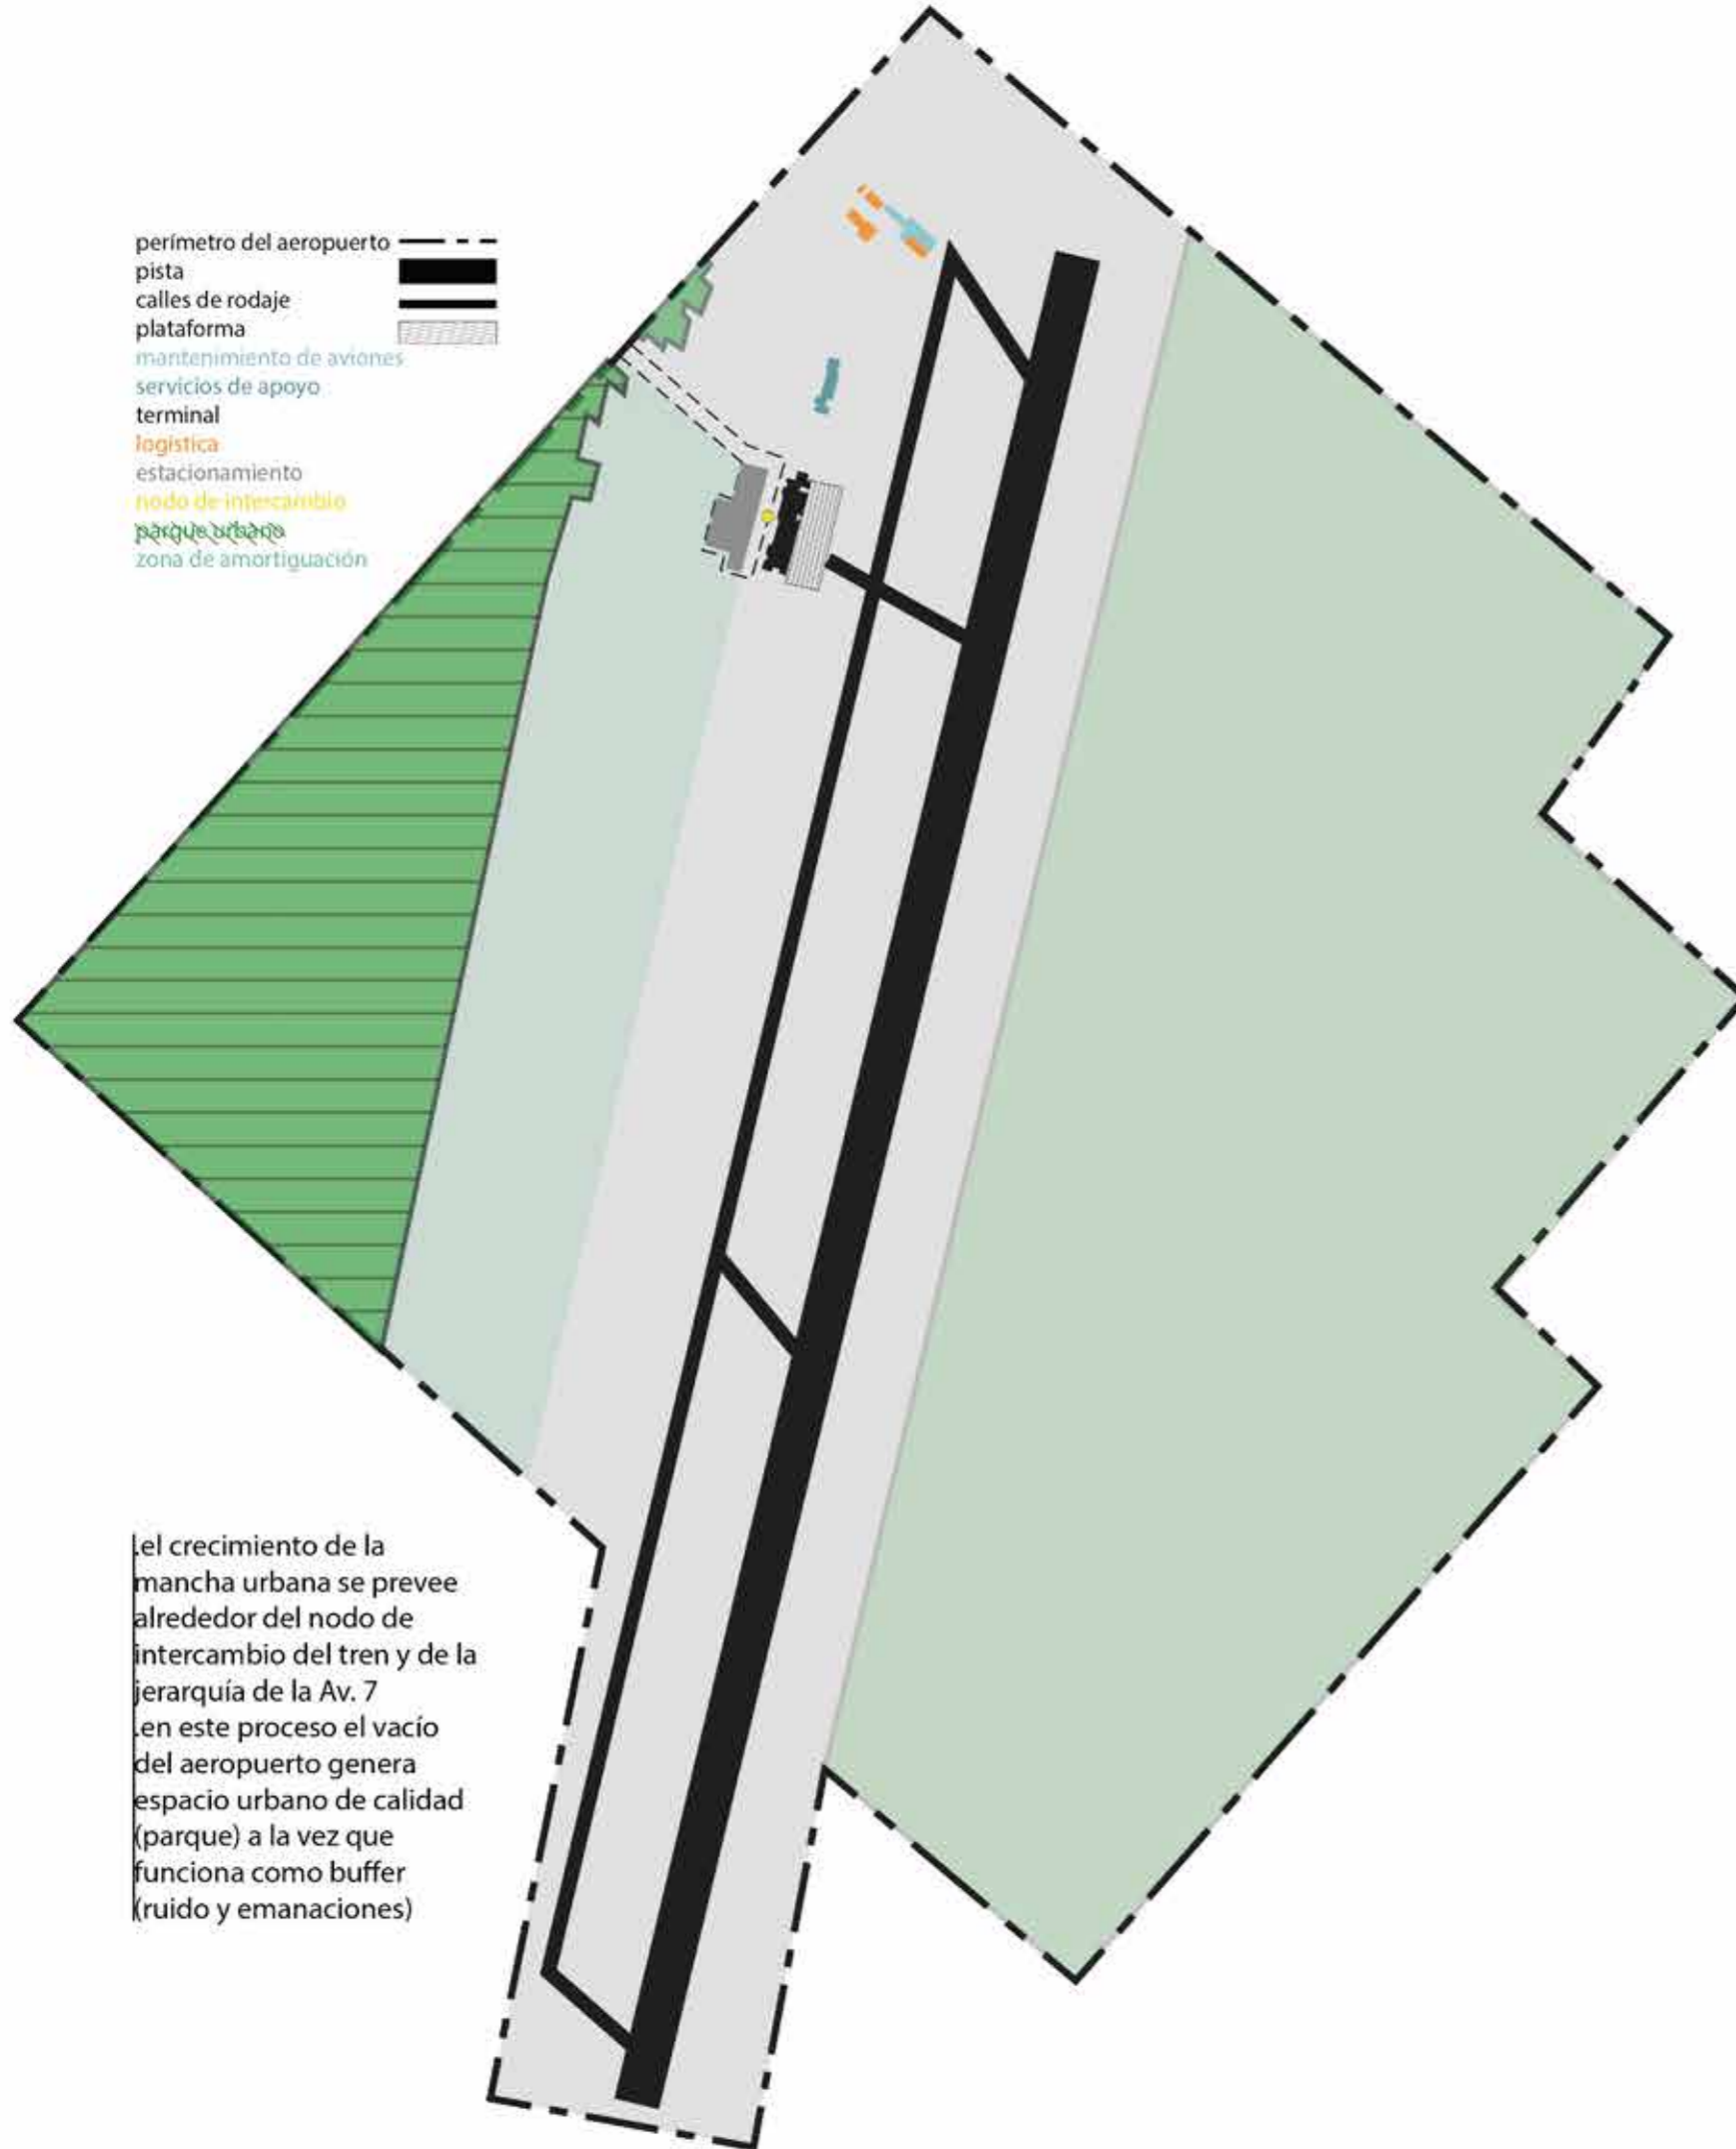 perímetro del aeropuerto
pista
calles de rodaje
plataforma
mantenimiento de aviones
servicios de apoyo
terminal
logística
estacionamiento
nodo de intercambio
parque urbano
zona de amortiguación
.el crecimiento de la
mancha urbana se prevee
alrededor del nodo de
intercambio del tren y de la
jerarquía de la Av. 7
.en este proceso el vacío
del aeropuerto genera
espacio urbano de calidad
(parque) a la vez que
funciona como buffer
(ruido y emanaciones)